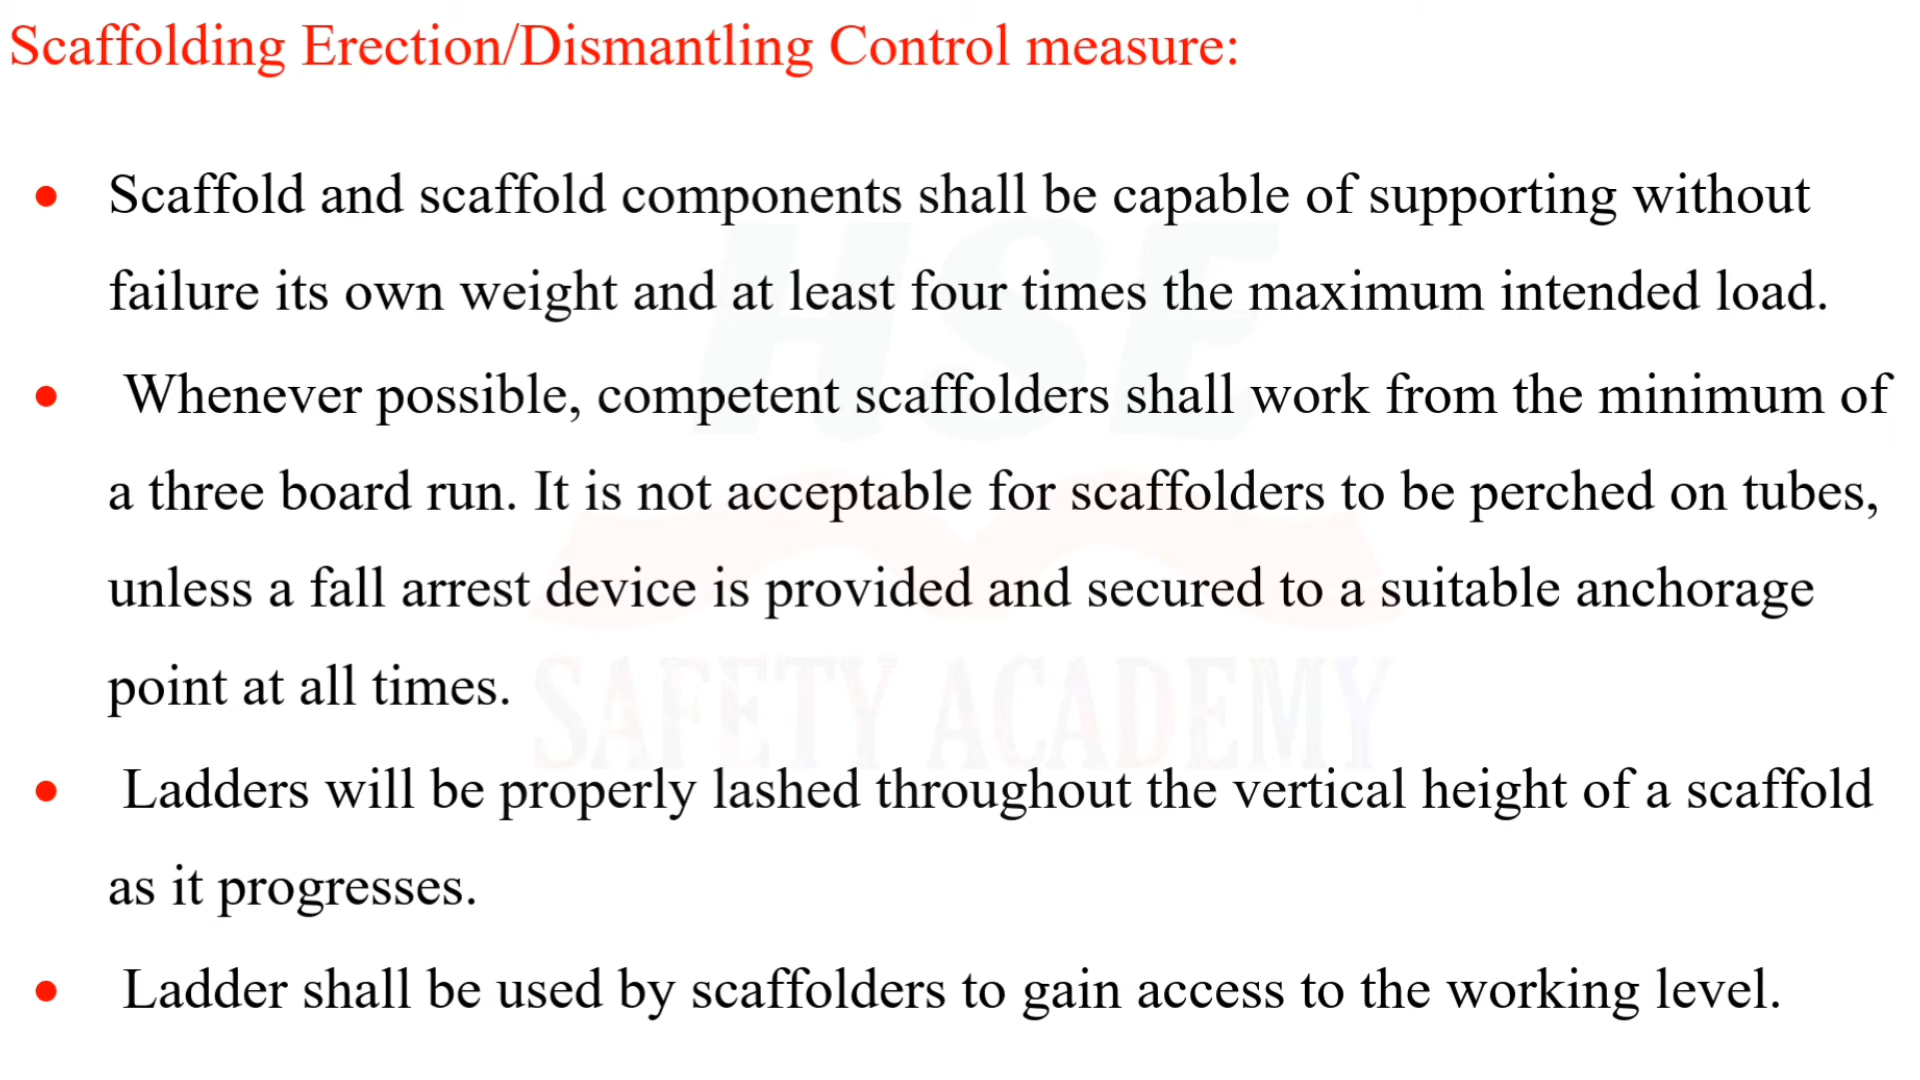 Scaffolding Erection/Dismantling Control measure:
• Scaffold and scaffold components shall be capable of supporting without
failure its own weight and at least four times the maximum intended load.
• Whenever possible, competent scaffolders shall work from the minimum of
a three board run. It is not acceptable for scaffolders to be perched on tubes,
unless a fall arrest device is provided and secured to a suitable anchorage
point at all times.
• Ladders will be properly lashed throughout the vertical height of a scaffold
as it progresses.
• Ladder shall be used by scaffolders to gain access to the working level.
HSE
SAFETY ACADEMY